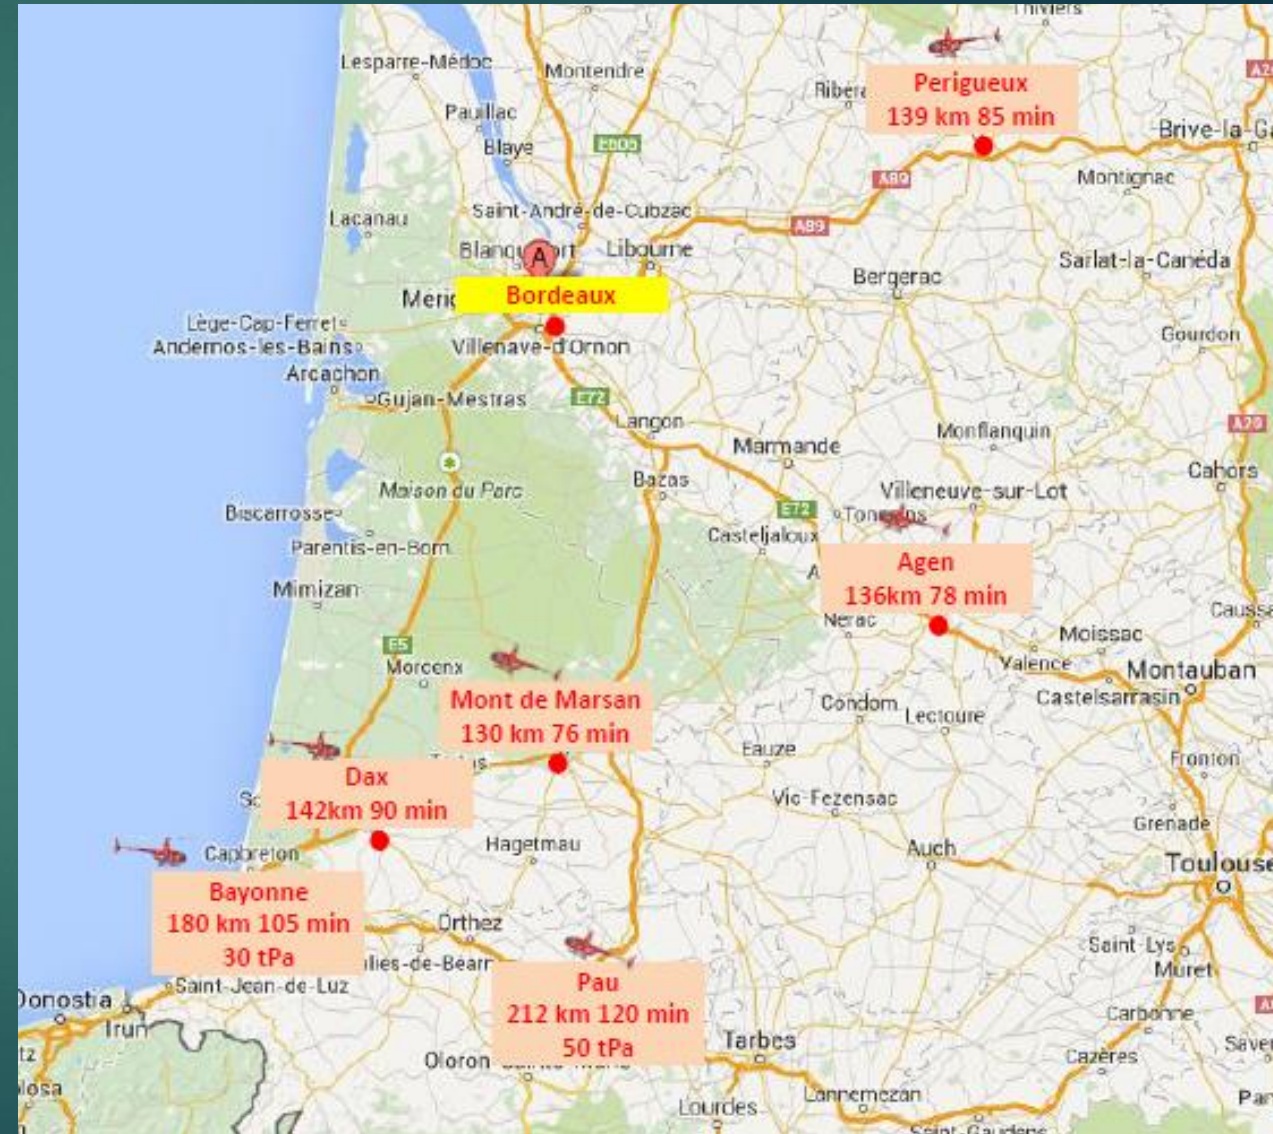 Thiviers
Lesparre-Médoc
Montendre
Perigueux
139 km 85 min
Pauillac
Blaye
E606
Brive-la-Ga
A89
Montignac
Lacanau
Saint-André-de-Cubzac
A89
A
Libourne
Sarlat-la-Canéda
Bergerac
Bordeaux
Lège-Cap-Ferret
Villenave-d'Ornon
Gourdon
Andernos-les-Bains
Arcachon
Gujan-Mestras
E72
Langon
A20
Marmande
Monflanquin
Maison du Parc
Bazas
Villeneuve-sur-Lot
Cahors
Biscarrosse
E72
Casteljaloux
Parentis-en-Born
Agen
136km 78 min
Mimizan
Nerac
Moissac
E5
Morcenx
Valence
Montauban
Castelsarrasin
Mont de Marsan
130 km 76 min
Condom
Lectoure
Eauze
Fronton
Dax
142km 90 min
Vic-Fezensac
Grenade
Hagetmau
Auch
Capbreton
Toulouse
Bayonne
180 km 105 min
30 tPa
Orthez
Saint-Lys
Muret
Saint-Jean-de-Luz
Pau
212 km 120 min
50 tPa
Donostia
Irun
Carbonne
Tarbes
Cazères
Oloron
Lannemezan
Lourdes
Saint-Gaudens